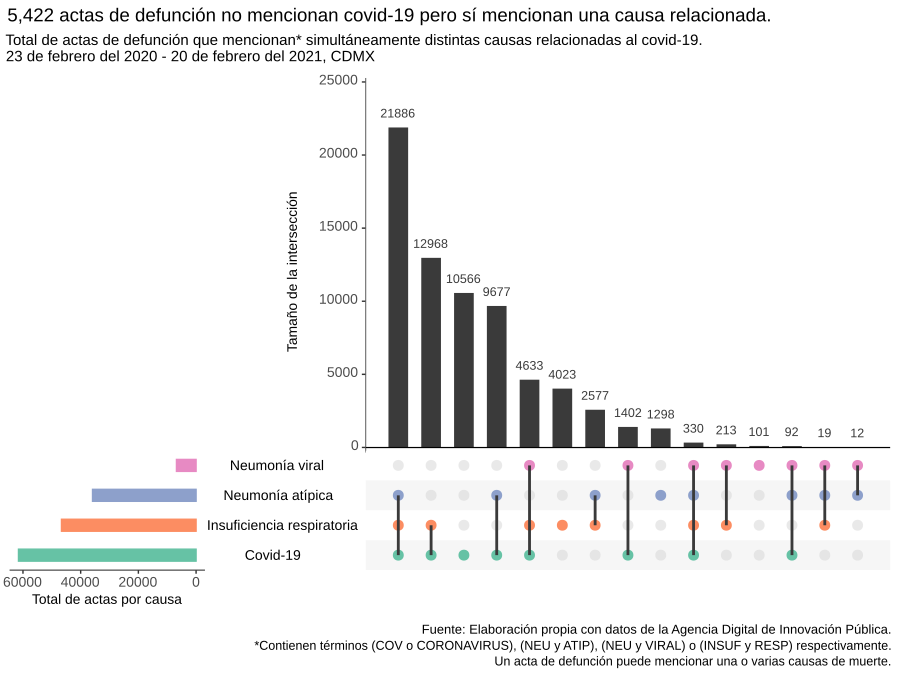 5,422 actas de defunción no mencionan covid-19 pero sí mencionan una causa relacionada.
Total de actas de defunción que mencionan* simultáneamente distintas causas relacionadas al covid-19.
23 de febrero del 2020 - 20 de febrero del 2021, CDMX
25000
20000
15000
10000
5000
0
Tamaño de la intersección
21886
12968
10566
9677
4633
4023
2577
1402
1298
330
213
101
92
19
12
Neumonía viral
Neumonía atípica
Insuficiencia respiratoria
Covid-19
60000 40000 20000 0
Total de actas por causa
Fuente: Elaboración propia con datos de la Agencia Digital de Innovación Pública.
*Contienen términos (COV o CORONAVIRUS), (NEU y ATIP), (NEU y VIRAL) o (INSUF y RESP) respectivamente.
Un acta de defunción puede mencionar una o varias causas de muerte.